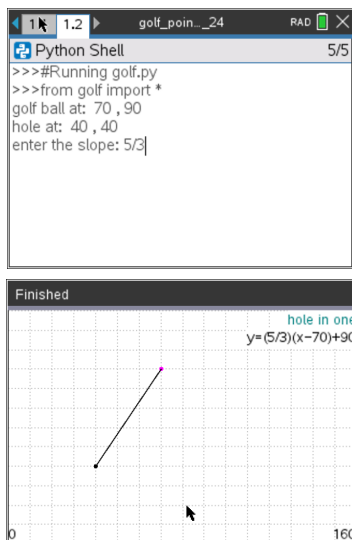 1 1.2 golf_poin..._24 RAD
Python Shell 5/5
>>>#Running golf.py
>>>from golf import *
golf ball at: 70 , 90
hole at: 40 , 40
enter the slope: 5/3
Finished
hole in one
y=(5/3)(x−70)+90
0 160